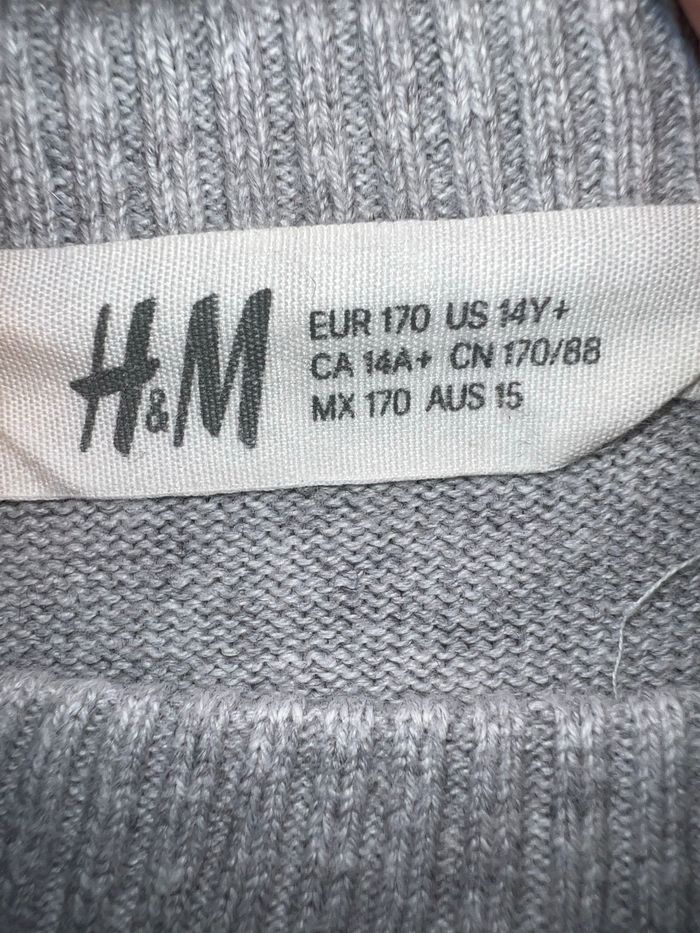 H&M
EUR 170 US 14Y+
CA 14A+ CN 170/88
MX 170 AUS 15